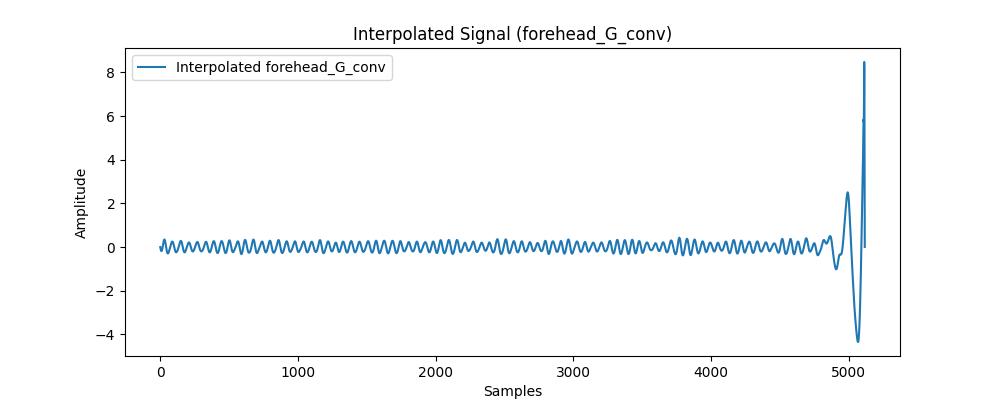 Interpolated Signal (forehead_G_conv)
Interpolated forehead_G_conv
8
6
4
2
0
−2
−4
Amplitude
0 1000 2000 3000 4000 5000
Samples